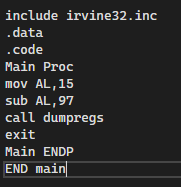 include irvine32.inc
.data
.code
Main Proc
mov AL,15
sub AL,97
call dumpregs
exit
Main ENDP
END main